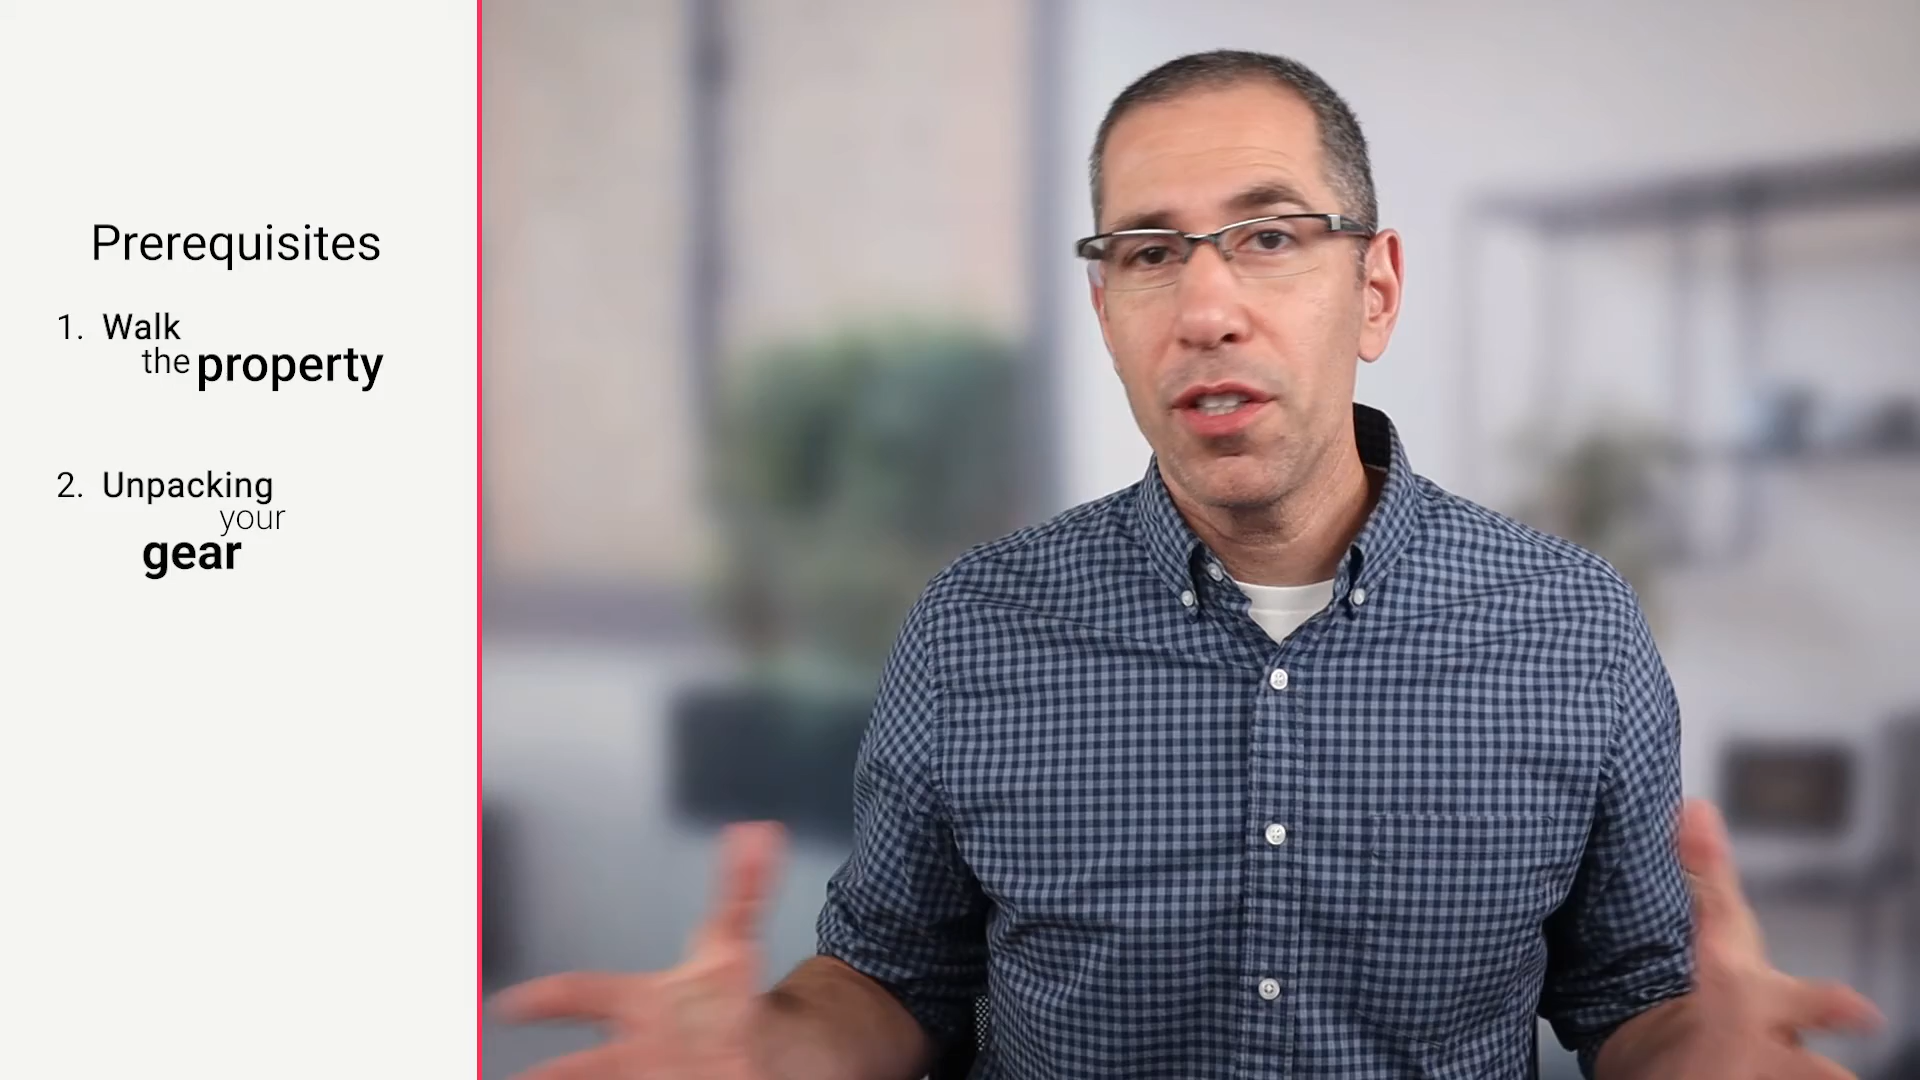 Prerequisites
1. Walk
the property
2. Unpacking
your
gear